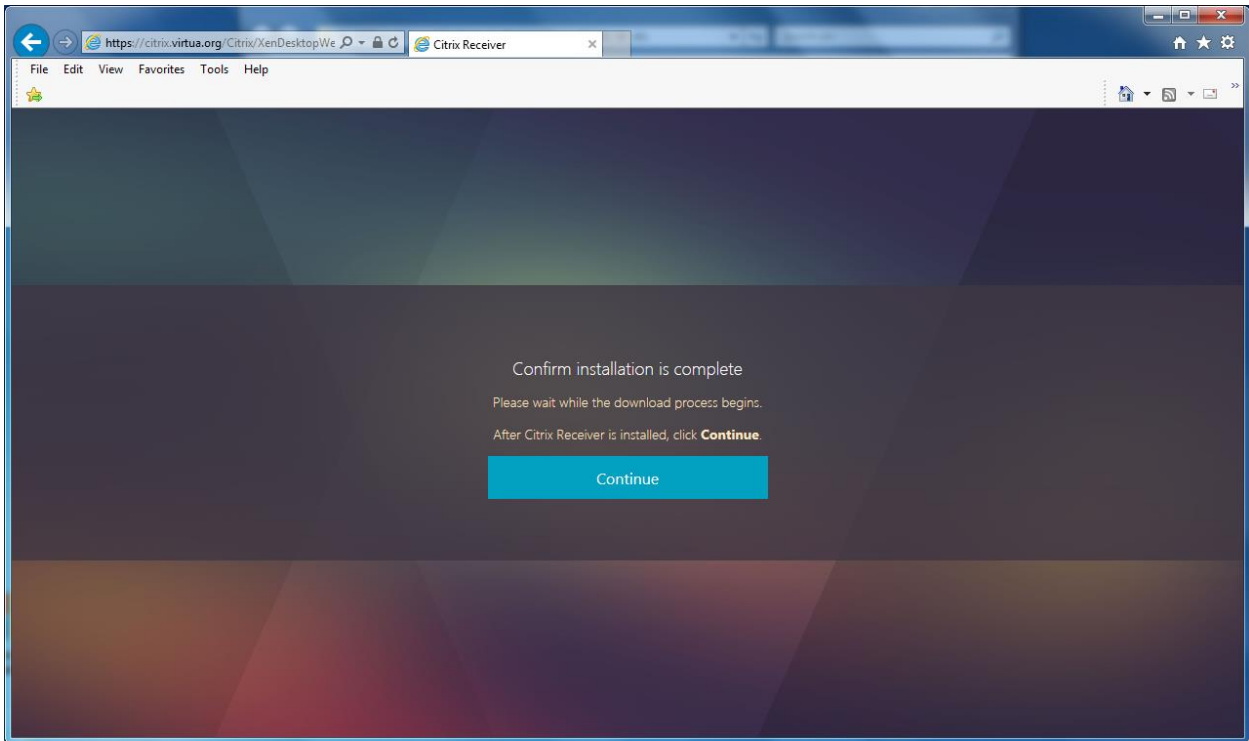 https://citrix.virtua.org/Citrix/XenDesktopWe
Citrix Receiver
File Edit View Favorites Tools Help
Confirm installation is complete
Please wait while the download process begins.
After Citrix Receiver is installed, click Continue.
Continue